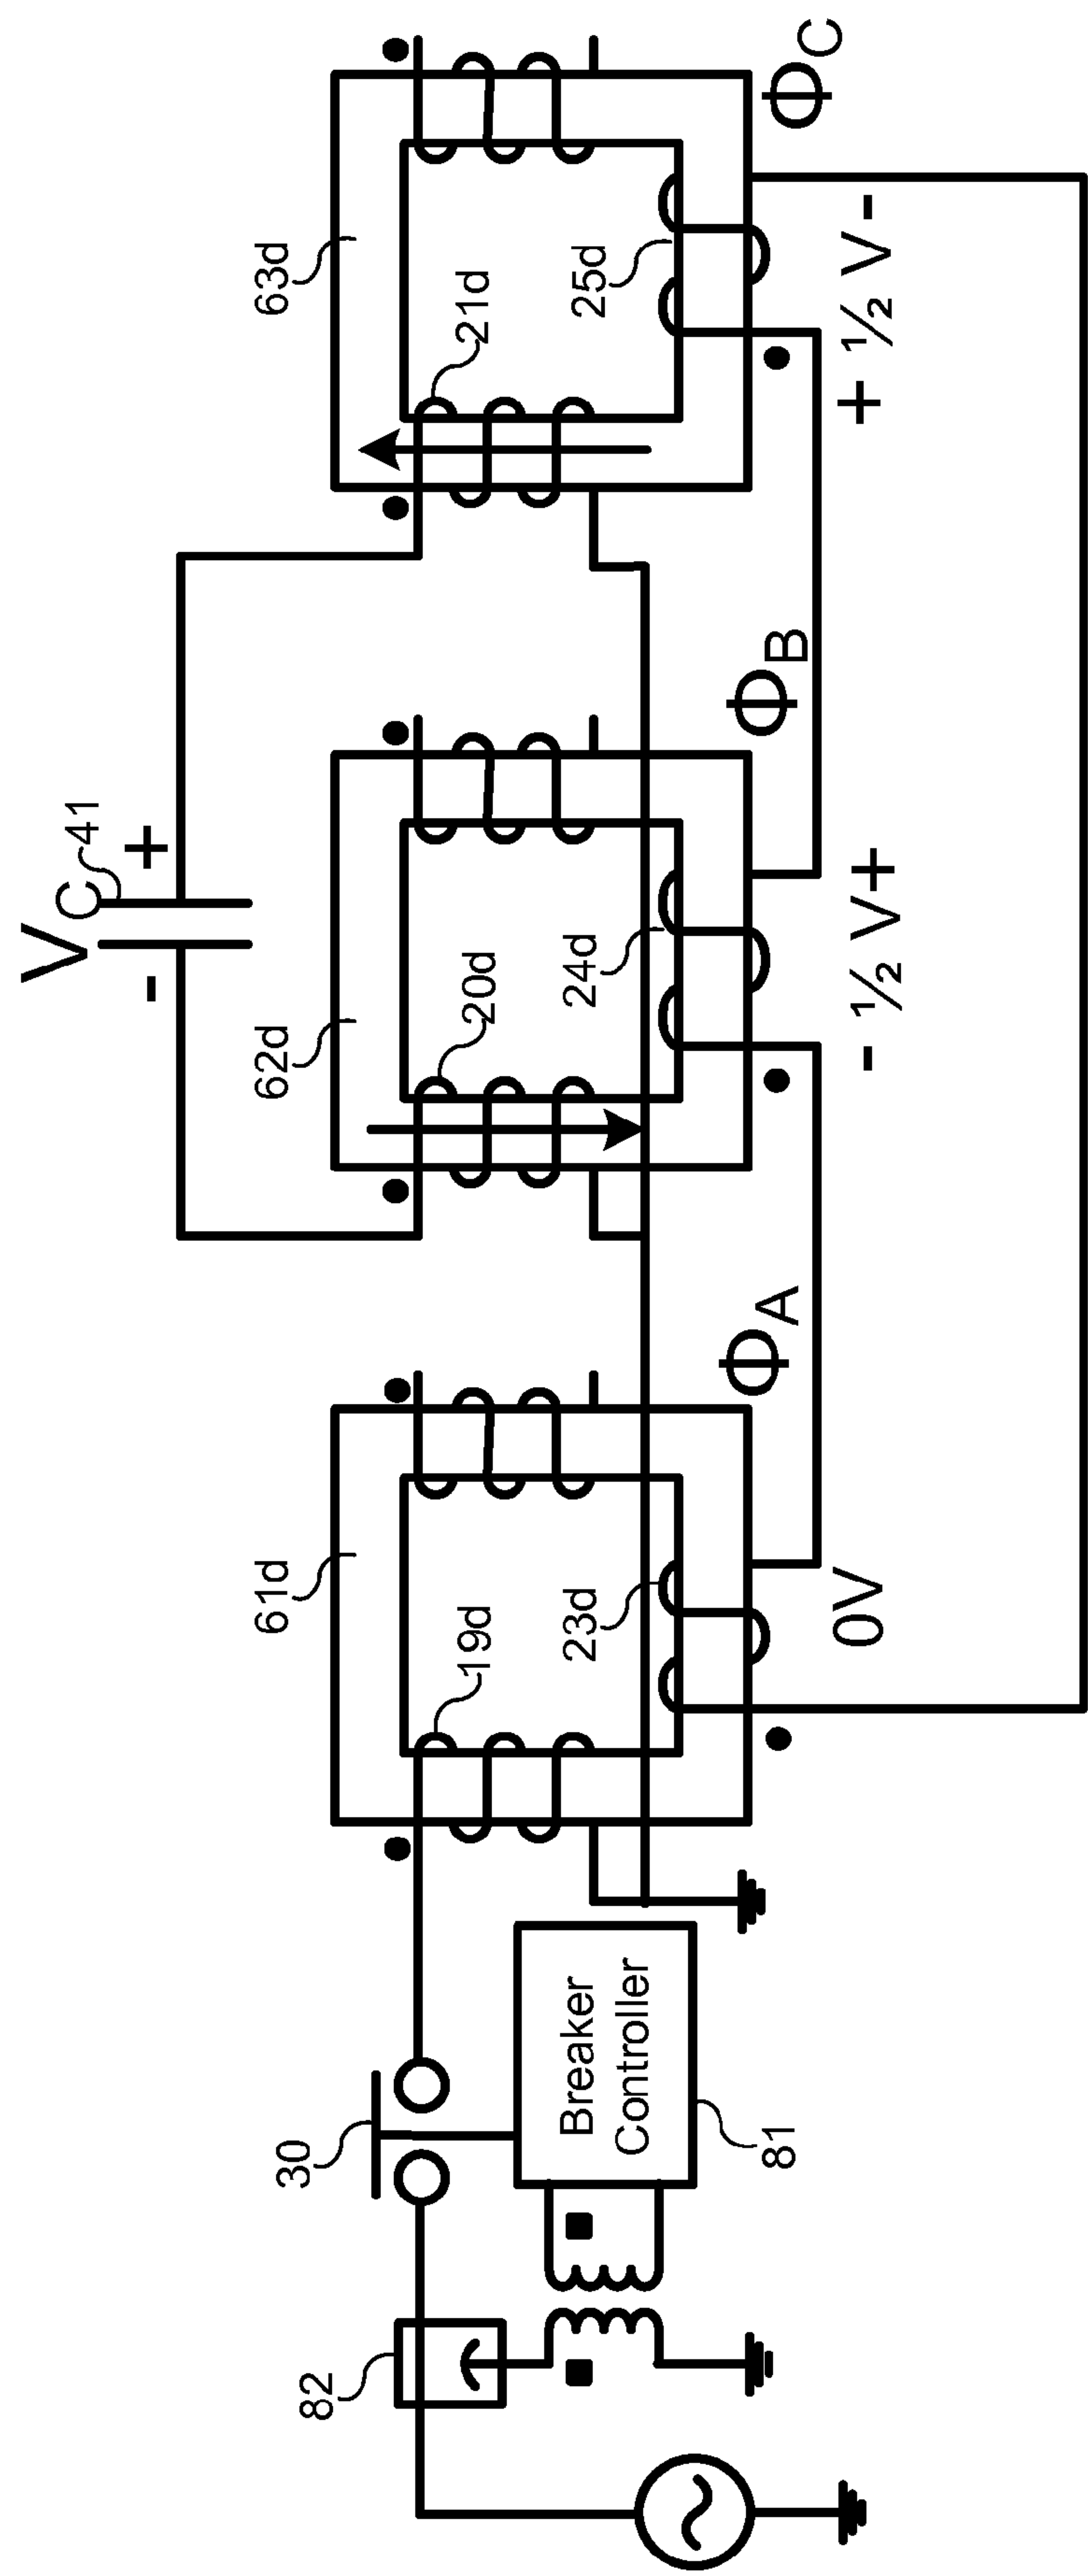 V
C
41
- +
61d
62d
63d
19d
20d
21d
23d
24d
25d
30
82
Breaker
Controller
81
Φ
A
Φ
B
Φ
C
0V
- ½ V+
+ ½ V -